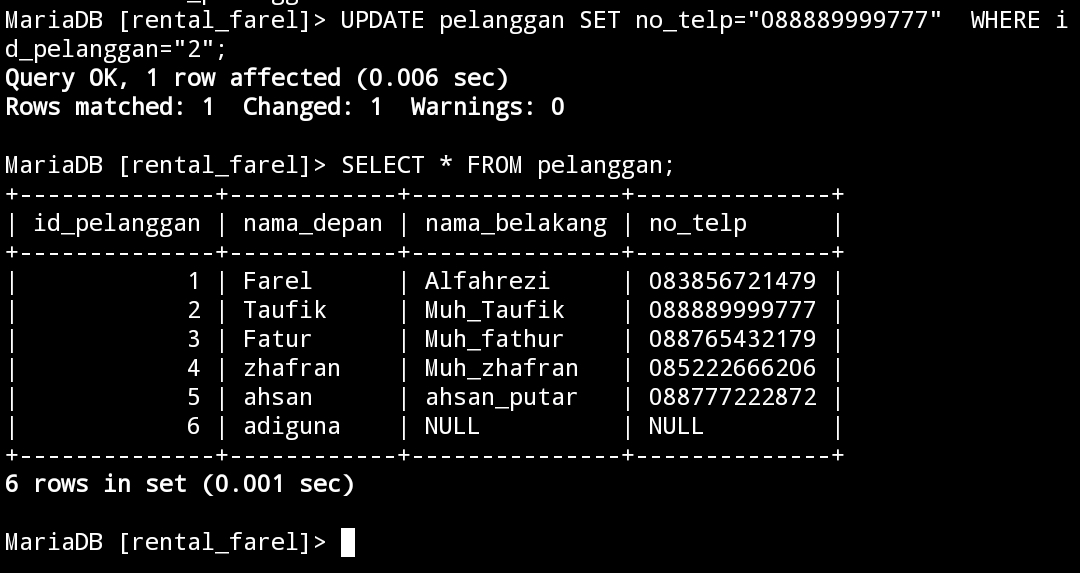 MariaDB [rental_farel]> UPDATE pelanggan SET no_telp="088889999777"  WHERE i
d_pelanggan="2";
Query OK, 1 row affected (0.006 sec)
Rows matched: 1  Changed: 1  Warnings: 0

MariaDB [rental_farel]> SELECT * FROM pelanggan;
+--------------+------------+---------------+--------------+
| id_pelanggan | nama_depan | nama_belakang | no_telp      |
+--------------+------------+---------------+--------------+
|            1 | Farel      | Alfahrezi     | 083856721479 |
|            2 | Taufik     | Muh_Taufik    | 088889999777 |
|            3 | Fatur      | Muh_fathur    | 088765432179 |
|            4 | zhafran    | Muh_zhafran   | 085222666206 |
|            5 | ahsan      | ahsan_putar   | 088777222872 |
|            6 | adiguna    | NULL          | NULL         |
+--------------+------------+---------------+--------------+
6 rows in set (0.001 sec)

MariaDB [rental_farel]>